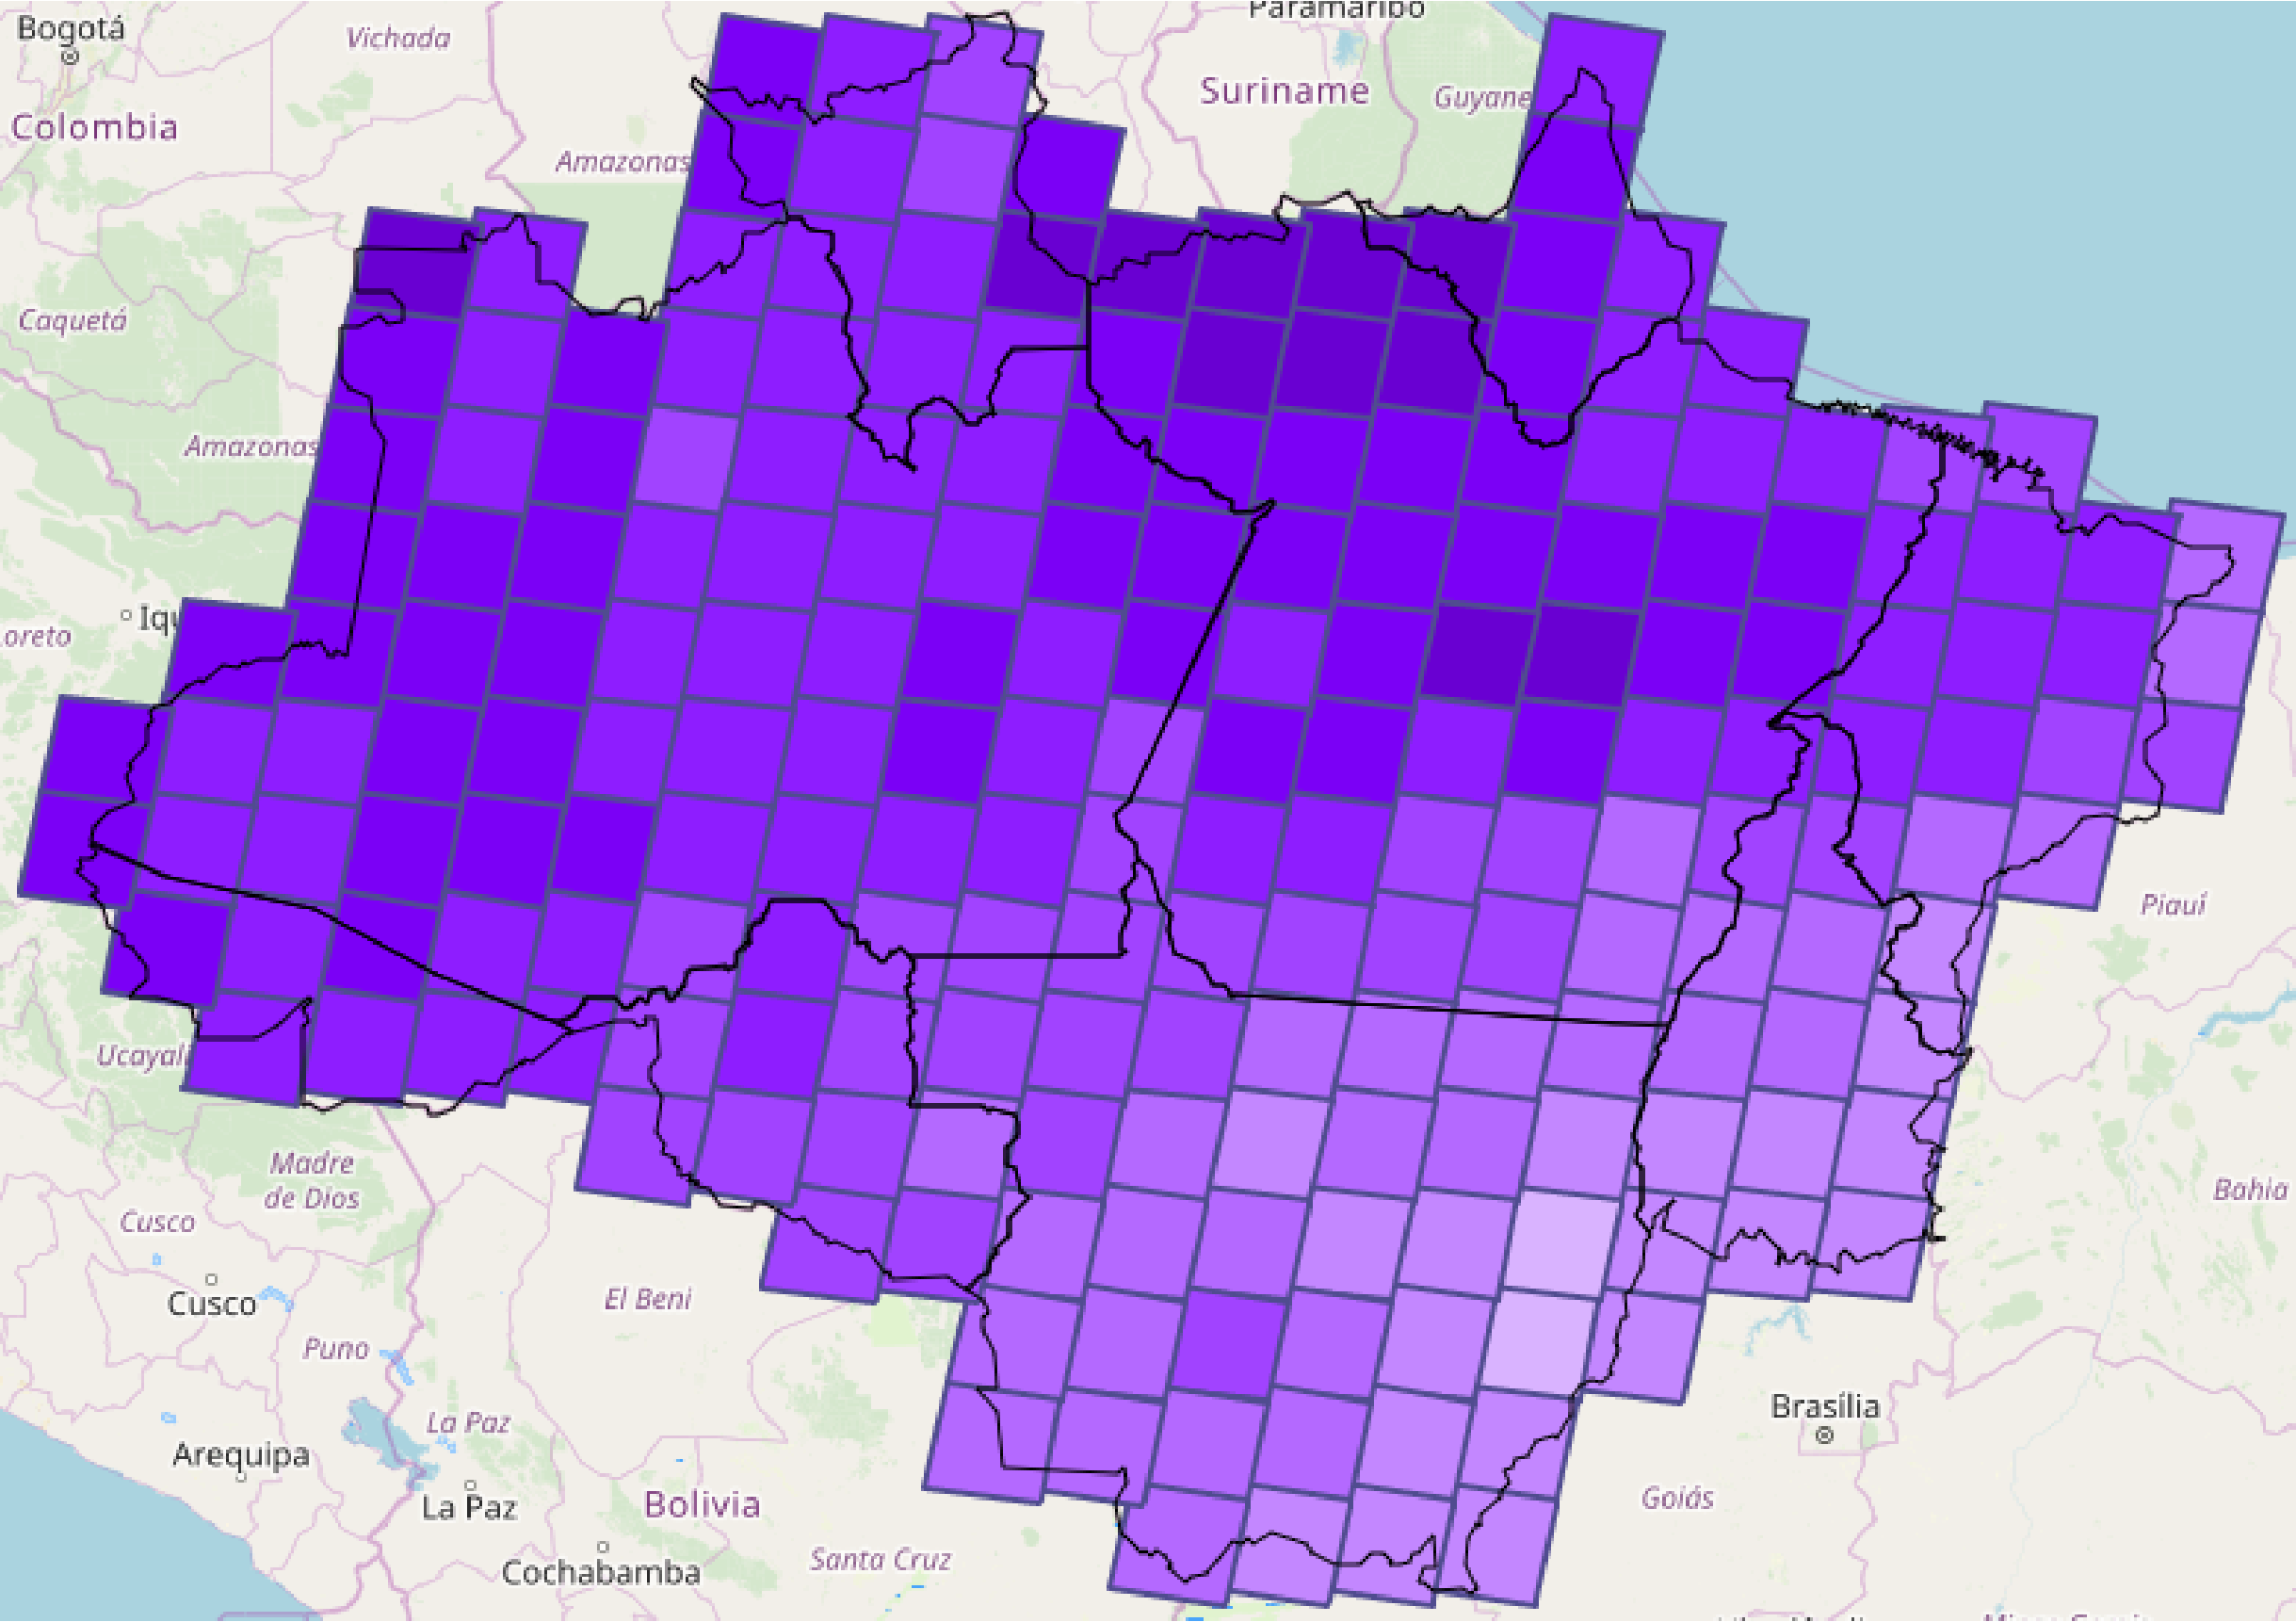 Bogotá
Vichada
Paramaribo
Suriname
Guyane
Colombia
Amazonas
Caquetá
Amazonas
Iqu
Loreto
Piauí
Ucayali
Madre
de Dios
Bahia
Cusco
Cusco
El Beni
Puno
Brasília
La Paz
Arequipa
La Paz
Bolivia
Goiás
Santa Cruz
Cochabamba